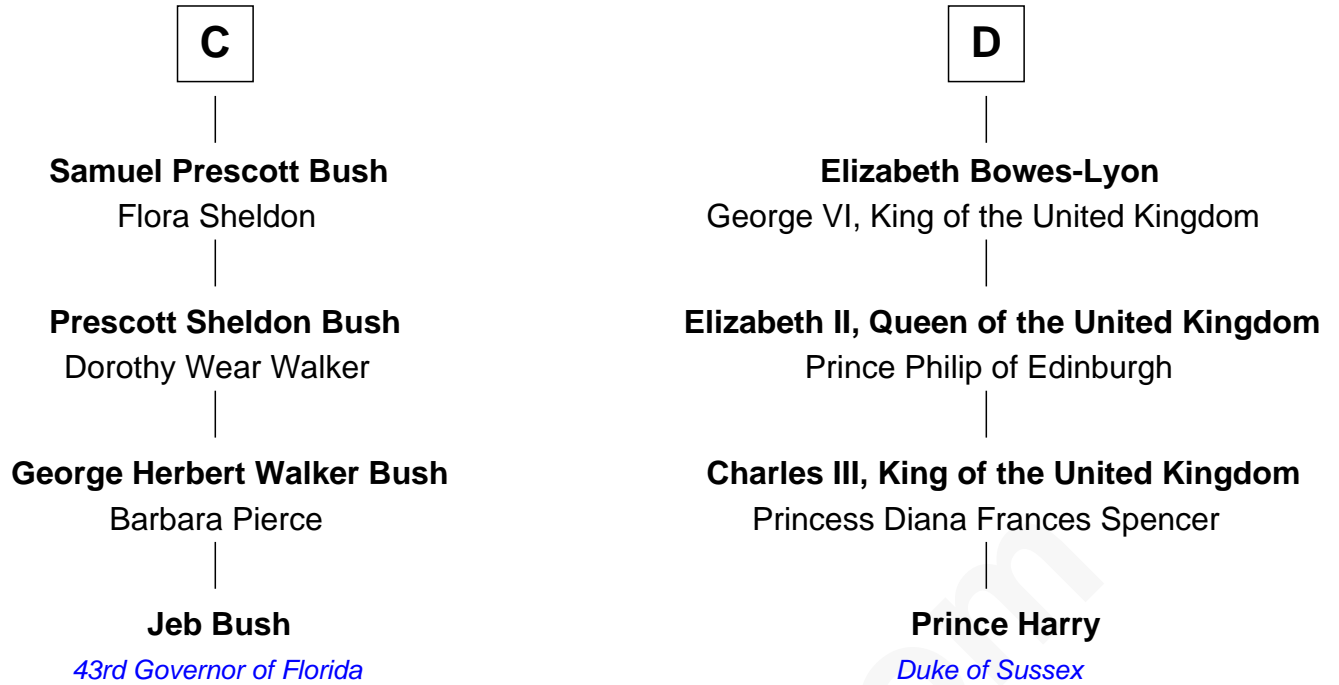 C
Samuel Prescott Bush
Flora Sheldon
Prescott Sheldon Bush
Dorothy Wear Walker
George Herbert Walker Bush
Barbara Pierce
Jeb Bush
43rd Governor of Florida
D
Elizabeth Bowes-Lyon
George VI, King of the United Kingdom
Elizabeth II, Queen of the United Kingdom
Prince Philip of Edinburgh
Charles III, King of the United Kingdom
Princess Diana Frances Spencer
Prince Harry
Duke of Sussex
om